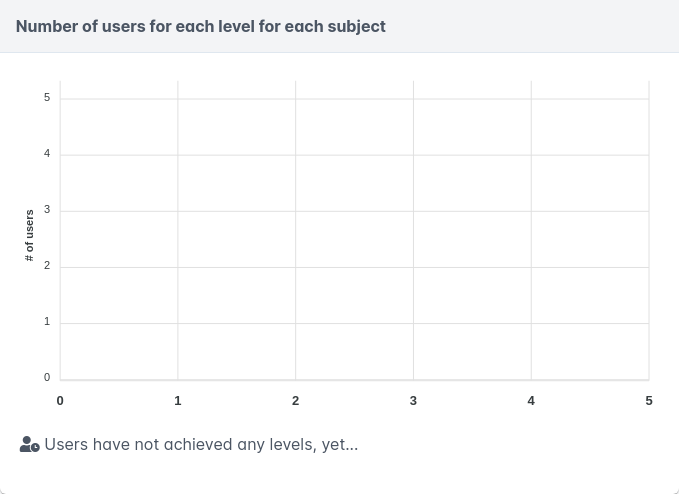 Number of users for each level for each subject
5
4
3
2
1
0
# of users
0 1 2 3 4 5
Users have not achieved any levels, yet...